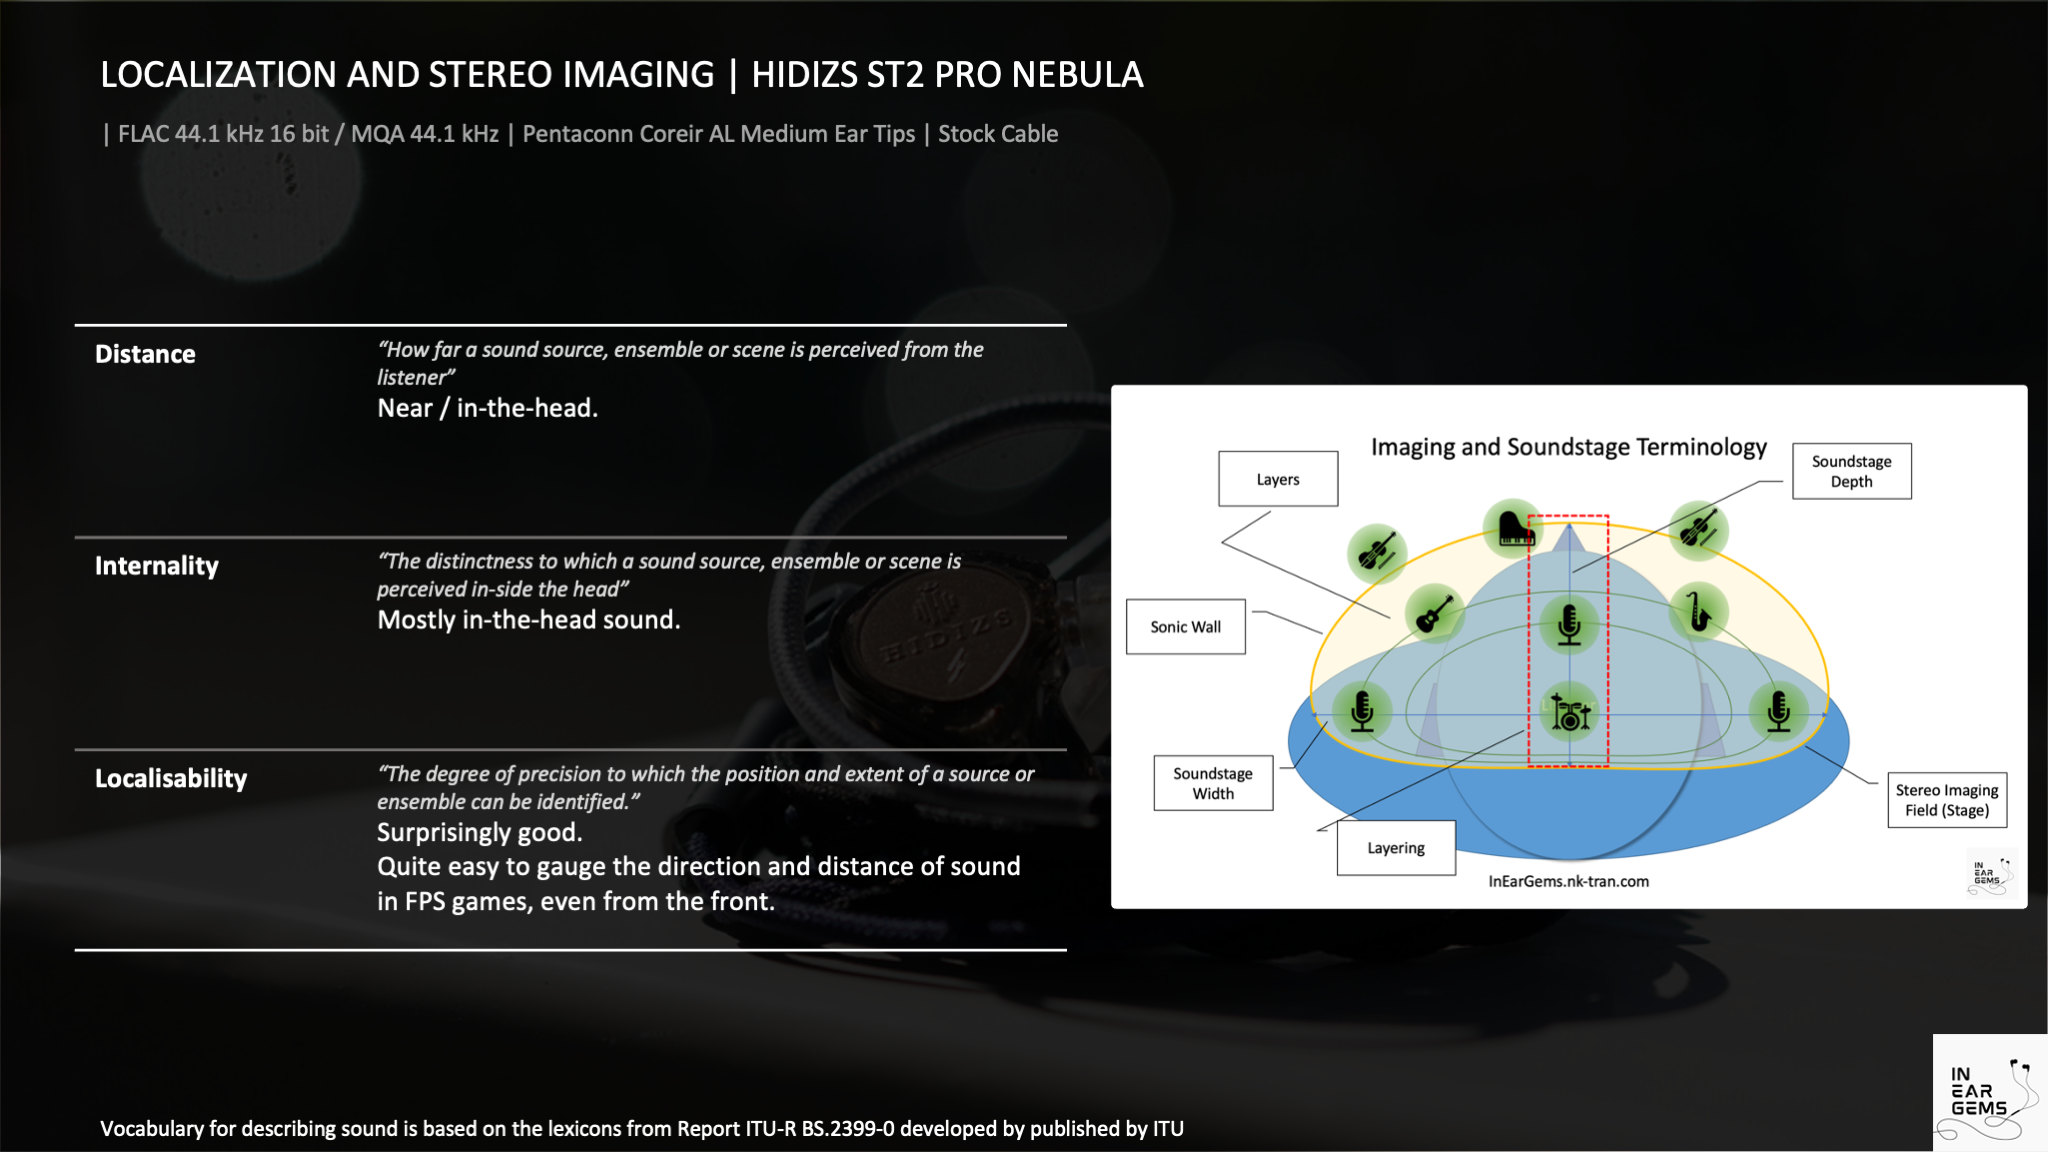 LOCALIZATION AND STEREO IMAGING | HIDIZS ST2 PRO NEBULA
| FLAC 44.1 kHz 16 bit / MQA 44.1 kHz | Pentaconn Coreir AL Medium Ear Tips | Stock Cable
Distance
“How far a sound source, ensemble or scene is perceived from the
listener”
Near / in-the-head.
Internality
“The distinctness to which a sound source, ensemble or scene is
perceived in-side the head”
Mostly in-the-head sound.
Localisability
“The degree of precision to which the position and extent of a source or
ensemble can be identified.”
Surprisingly good.
Quite easy to gauge the direction and distance of sound
in FPS games, even from the front.
HIDIZS
Imaging and Soundstage Terminology
Layers
Soundstage
Depth
Sonic Wall
Soundstage
Width
Stereo Imaging
Field (Stage)
Layering
InEarGems.nk-tran.com
IN
EAR
GEMS
IN
EAR
GEMS
Vocabulary for describing sound is based on the lexicons from Report ITU-R BS.2399-0 developed by published by ITU